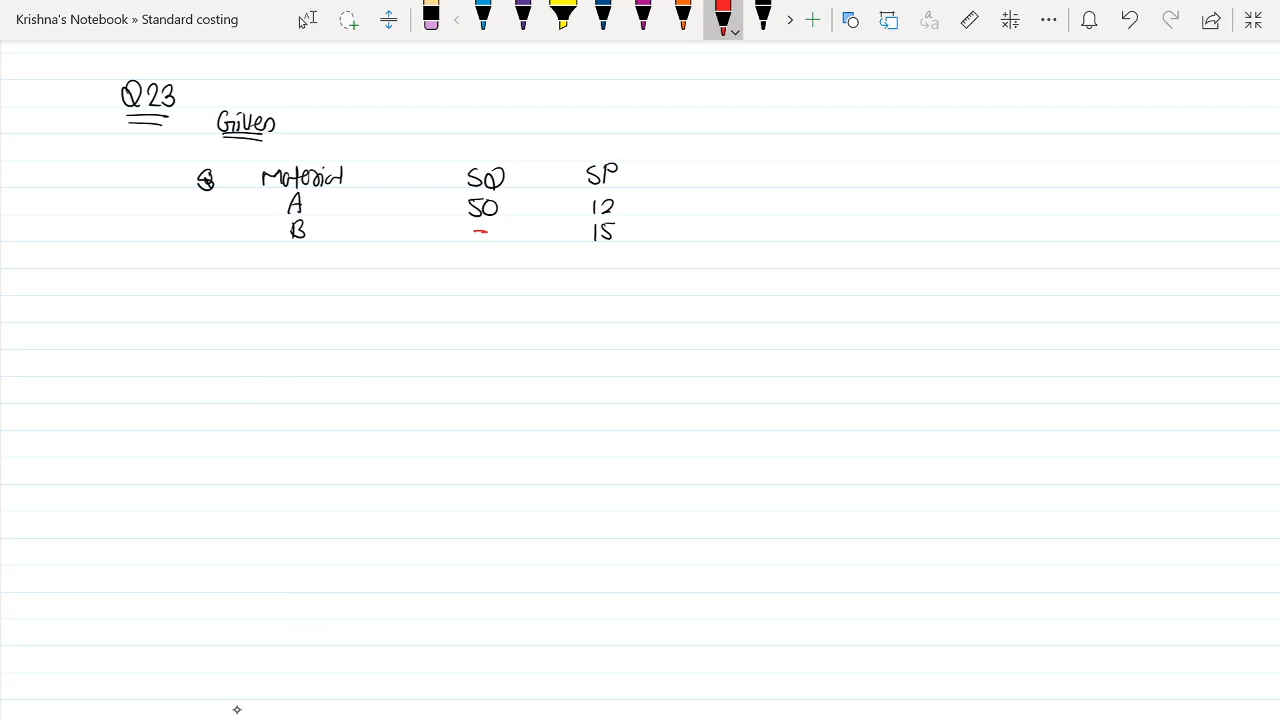 Krishna's Notebook » Standard costing
Q23
Given
Material SQ SP
A 50 12
B - 15